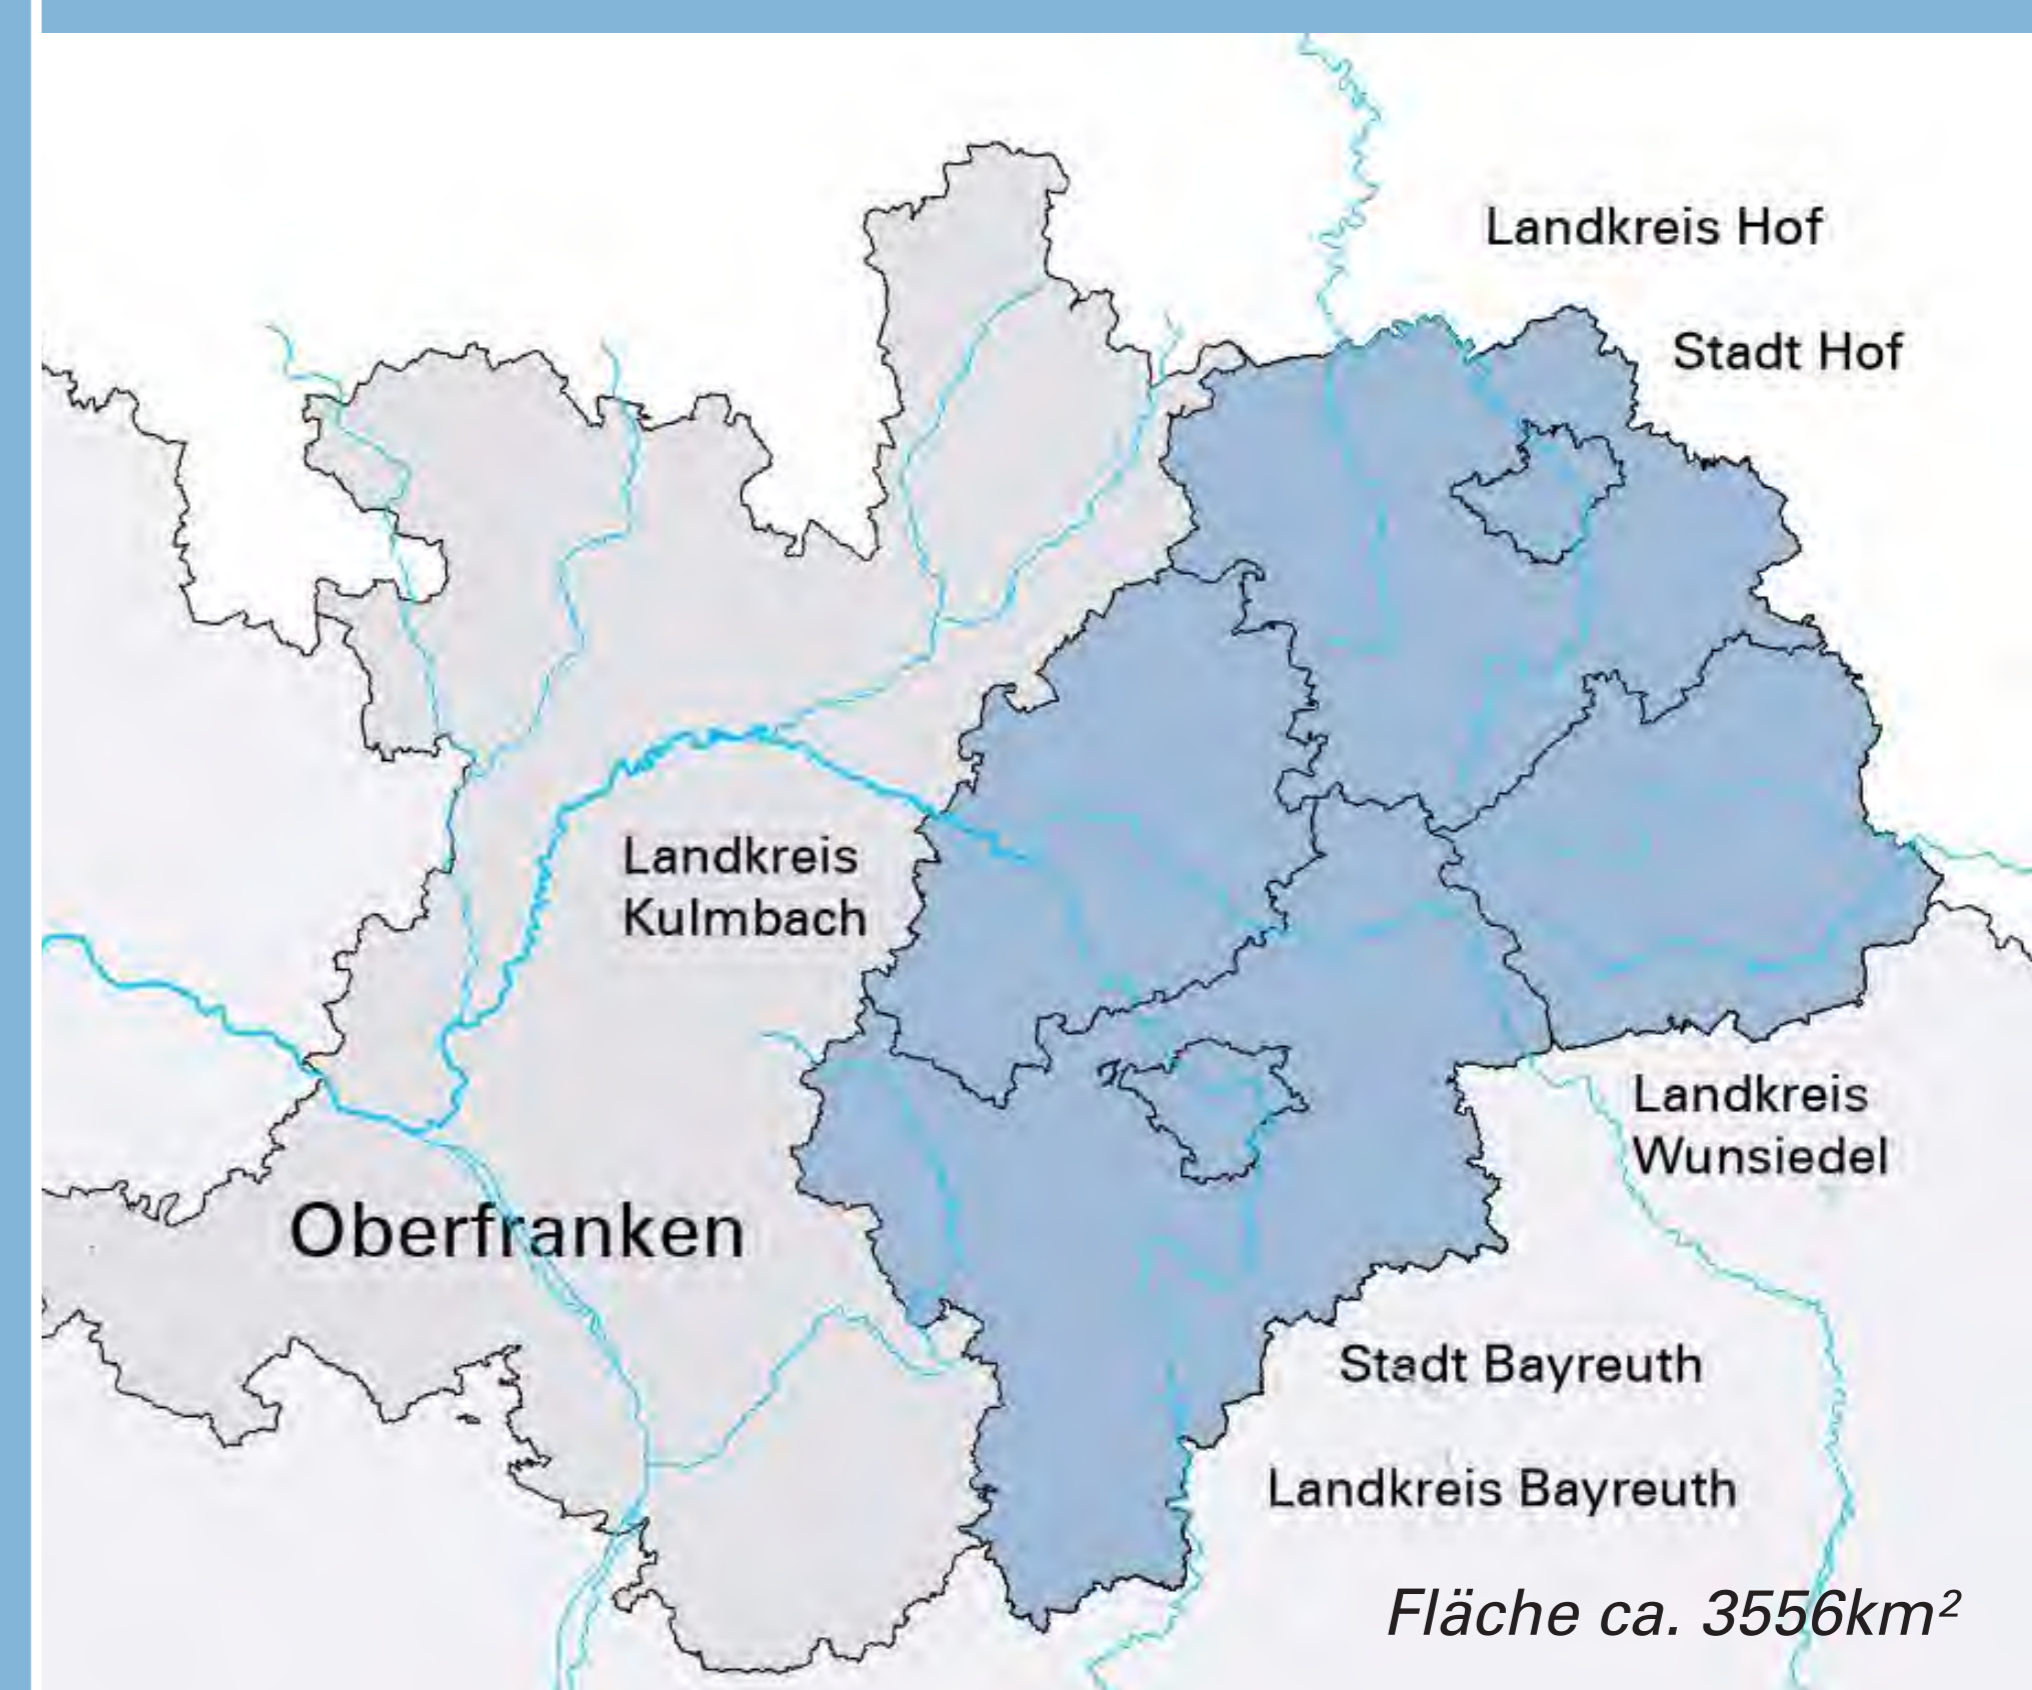 Landkreis Hof
Stadt Hof
Landkreis
Kulmbach
Landkreis
Wunsiedel
Oberfranken
Stadt Bayreuth
Landkreis Bayreuth
Fläche ca. 3556km²